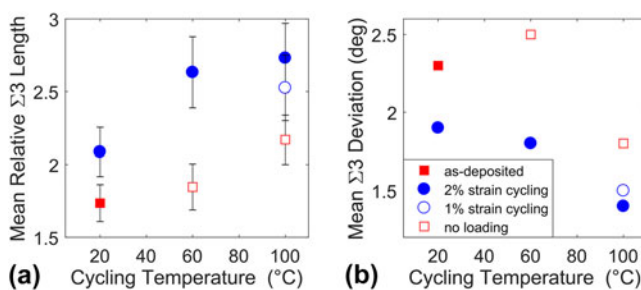 3
2.5
2
1.5
20
40
60
80
100
Mean Relative Σ3 Length
(a) Cycling Temperature (°C)
2.5
2
1.5
20
40
60
80
100
Mean Σ3 Deviation (deg)
as-deposited
2% strain cycling
1% strain cycling
no loading
(b) Cycling Temperature (°C)